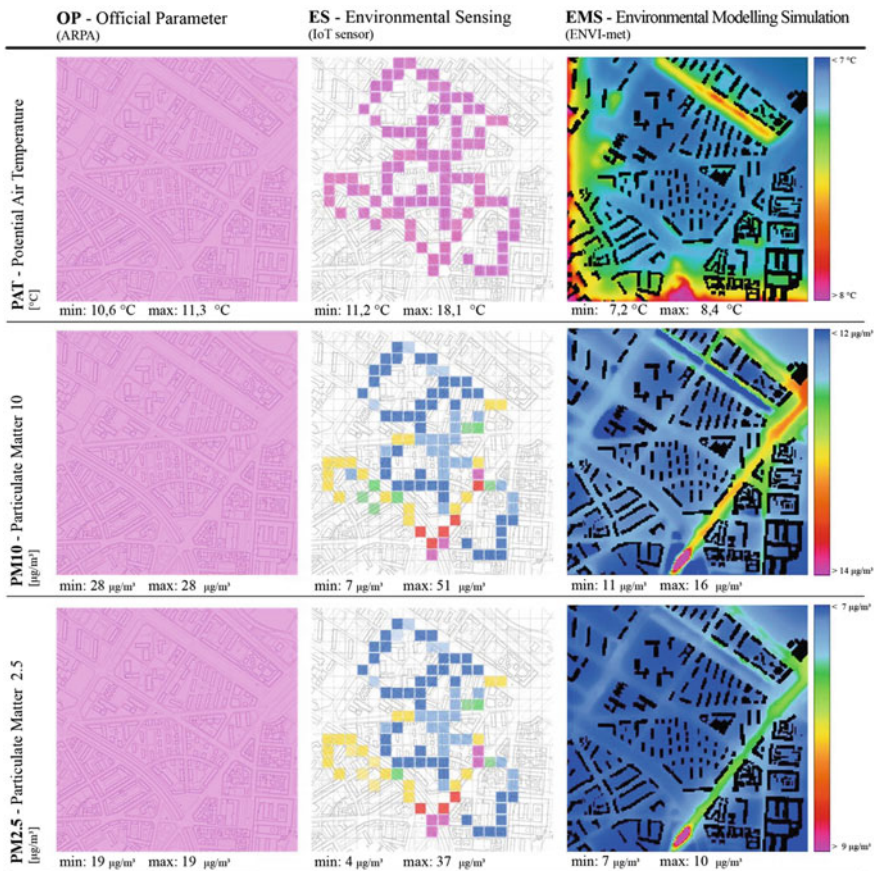 OP - Official Parameter
(ARPA)
ES - Environmental Sensing
(IoT sensor)
EMS - Environmental Modelling Simulation
(ENVI-met)
PAT - Potential Air Temperature
[°C]
< 7 °C
> 8 °C
min: 10,6 °C max: 11,3 °C
min: 11,2 °C max: 18,1 °C
min: 7,2 °C max: 8,4 °C
PM10 - Particulate Matter 10
[µg/m³]
< 12 µg/m³
> 14 µg/m³
min: 28 µg/m³ max: 28 µg/m³
min: 7 µg/m³ max: 51 µg/m³
min: 11 µg/m³ max: 16 µg/m³
PM2.5 - Particulate Matter 2.5
[µg/m³]
< 7 µg/m³
> 9 µg/m³
min: 19 µg/m³ max: 19 µg/m³
min: 4 µg/m³ max: 37 µg/m³
min: 7 µg/m³ max: 10 µg/m³